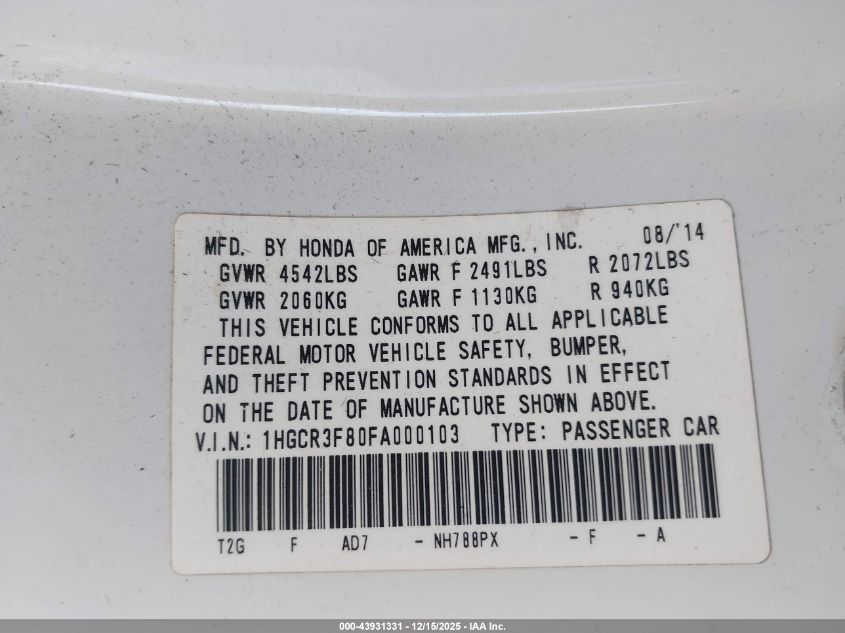 MFD. BY HONDA OF AMERICA MFG., INC. 08/'14
GVWR 4542LBS GAWR F 2491LBS R 2072LBS
GVWR 2060KG GAWR F 1130KG R 940KG
THIS VEHICLE CONFORMS TO ALL APPLICABLE
FEDERAL MOTOR VEHICLE SAFETY, BUMPER,
AND THEFT PREVENTION STANDARDS IN EFFECT
ON THE DATE OF MANUFACTURE SHOWN ABOVE.
V.I.N.: 1HGCR3F80FA000103 TYPE: PASSENGER CAR
T2G F AD7 - NH788PX - F - A
000-43931331 - 12/15/2025 - IAA Inc.